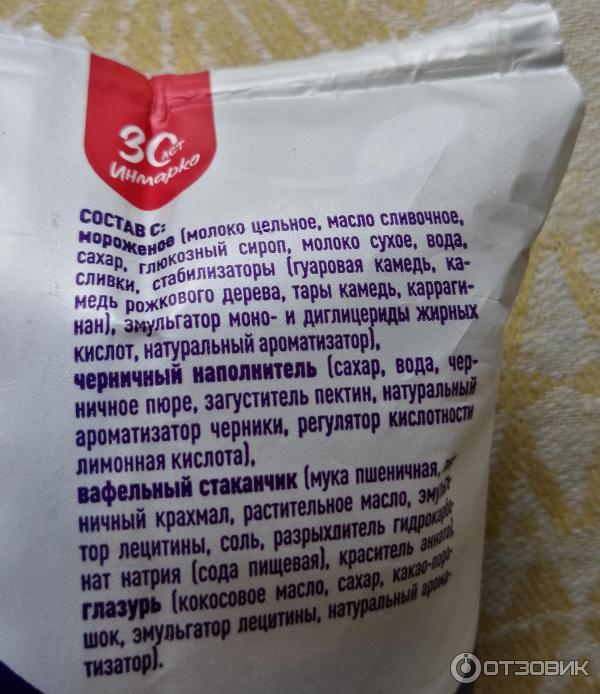 30 лет
Инмарко
СОСТАВ С:
мороженое (молоко цельное, масло сливочное,
сахар, глюкозный сироп, молоко сухое, вода,
сливки, стабилизаторы (гуаровая камедь, ка-
медь рожкового дерева, тары камедь, карраги-
нан), эмульгатор моно- и диглицериды жирных
кислот, натуральный ароматизатор),
черничный наполнитель (сахар, вода, чер-
ничное пюре, загуститель пектин, натуральный
ароматизатор черники, регулятор кислотности
лимонная кислота),
вафельный стаканчик (мука пшеничная,
ничный крахмал, растительное масло, эмульга-
тор лецитины, соль, разрыхлитель гидрокарбо-
нат натрия (сода пищевая), краситель аннато),
глазурь (кокосовое масло, сахар, какао-поро-
шок, эмульгатор лецитины, натуральный арома-
тизатор).
ОТЗОВИК